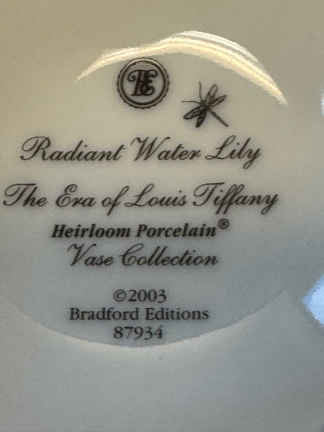 Radiant Water Lily
The Era of Louis Tiffany
Heirloom Porcelain®
Vase Collection
©2003
Bradford Editions
87934